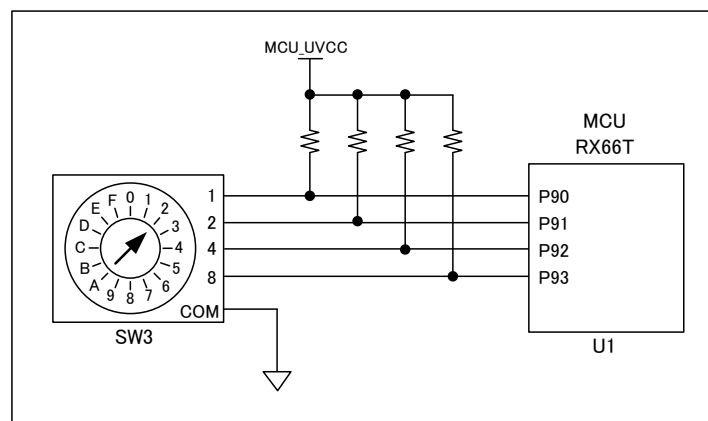 MCU_UVCC
MCU
RX66T
0
1
2
3
4
5
6
7
8
9
A
B
C
D
E
F
1
2
4
8
COM
P90
P91
P92
P93
SW3
U1